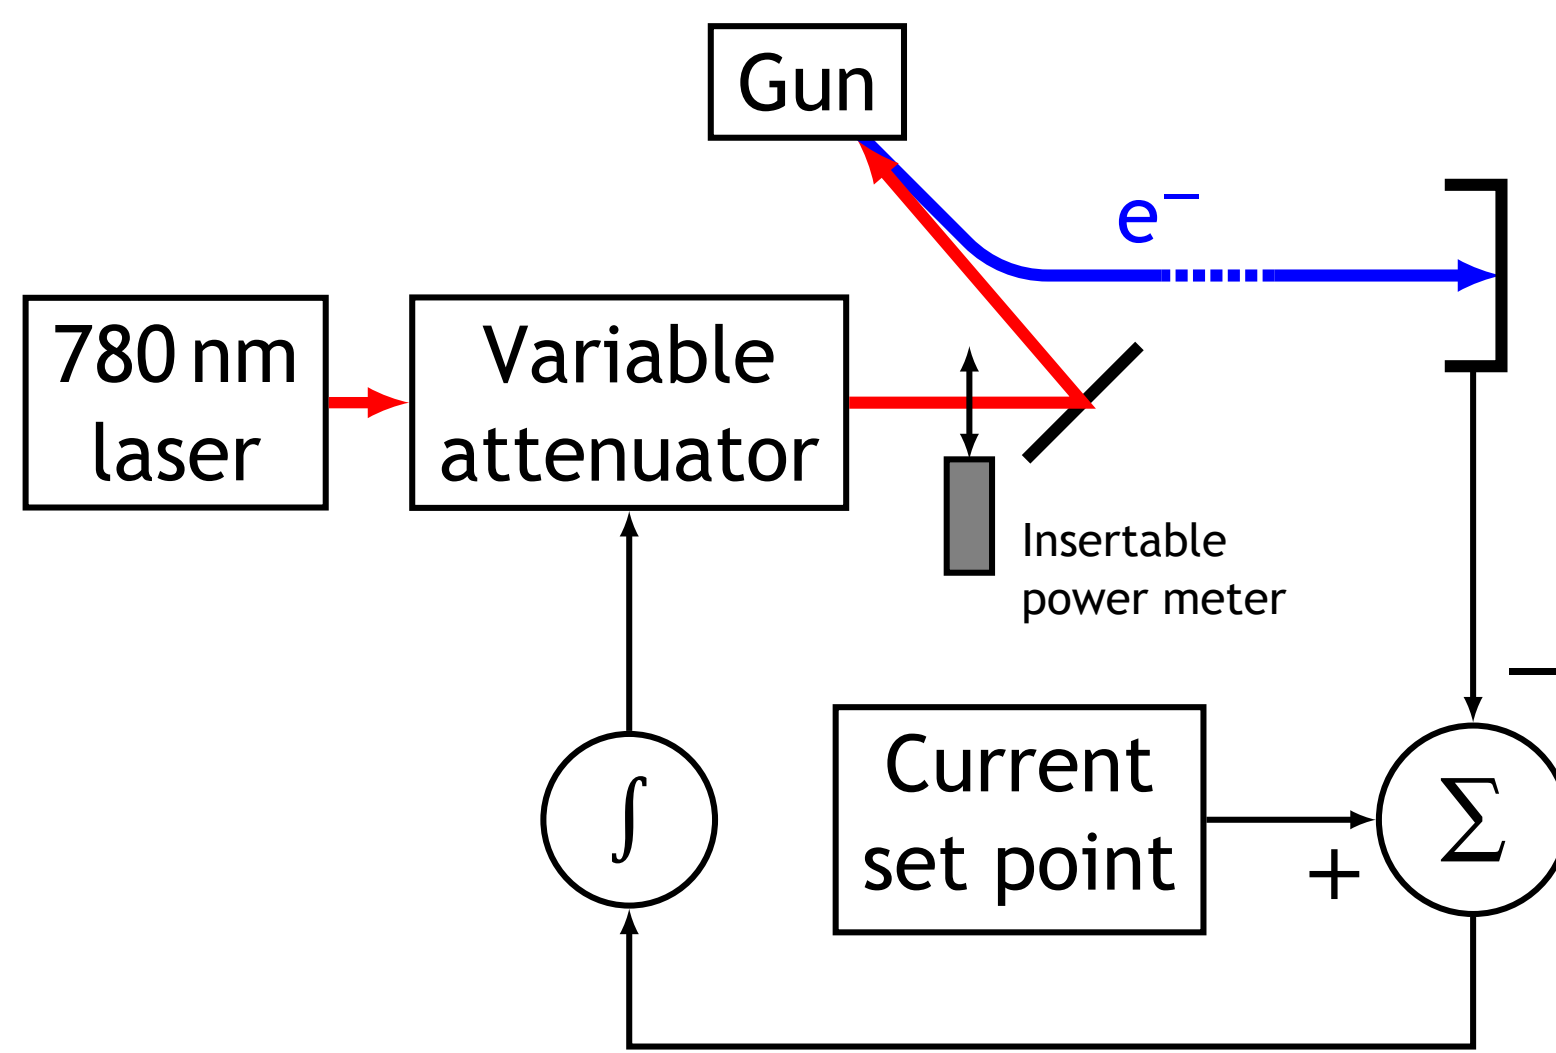 Gun
e⁻
780 nm
laser
Variable
attenuator
Insertable
power meter
−
Current
set point
+
∫
∑